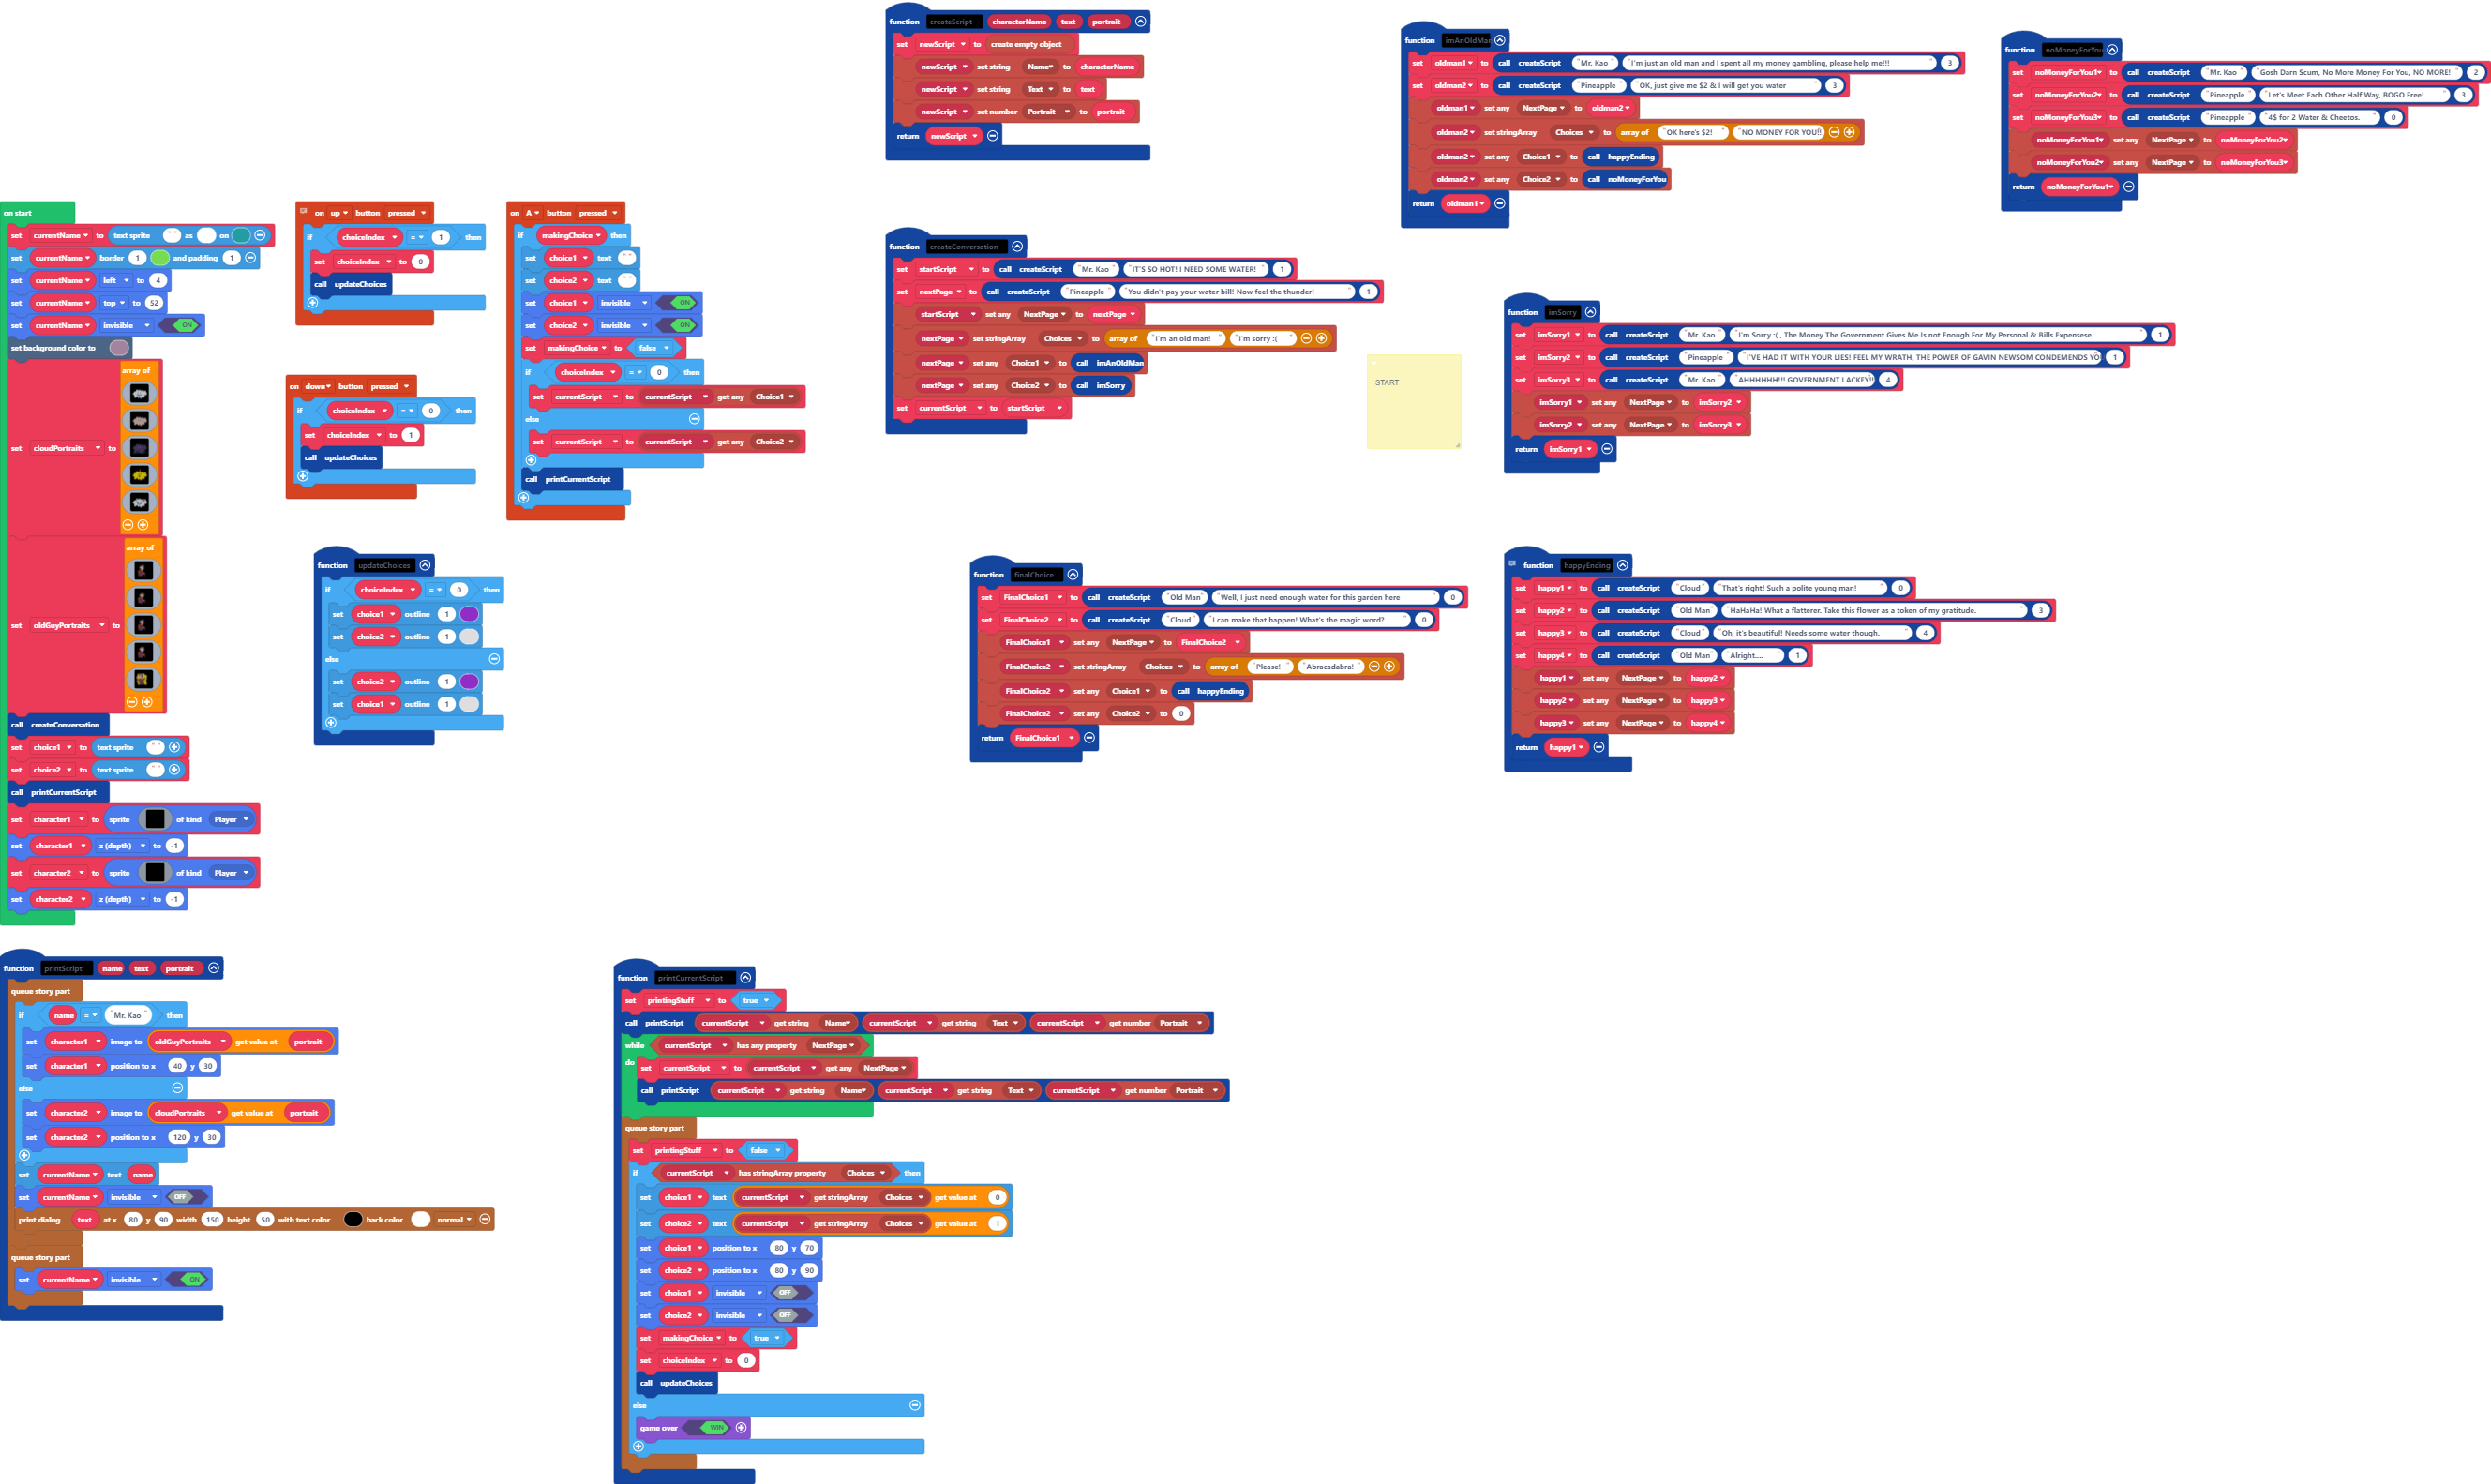 function createScript characterName text portrait
set newScript to create empty object
newScript set string Name to characterName
newScript set string Text to text
newScript set number Portrait to portrait
return newScript
function imAnOldMan
set oldman1 to call createScript "Mr. Kao" "I'm just an old man and I spent all my money gambling, please help me!!!" 3
set oldman2 to call createScript "Pineapple" "OK, just give me $2 & I will get you water" 3
oldman1 set any NextPage to oldman2
oldman2 set stringArray Choices to array of "OK here's $2!" "NO MONEY FOR YOU!!
oldman2 set any Choice1 to call happyEnding
oldman2 set any Choice2 to call noMoneyForYou
return oldman1
function noMoneyForYou
set noMoneyForYou1 to call createScript "Mr. Kao" "Gosh Darn Scum, No More Money For You, NO MORE!" 2
set noMoneyForYou2 to call createScript "Pineapple" "Let's Meet Each Other Half Way, BOGO Free!" 3
set noMoneyForYou3 to call createScript "Pineapple" "4$ for 2 Water & Cheetos." 0
noMoneyForYou1 set any NextPage to noMoneyForYou2
noMoneyForYou2 set any NextPage to noMoneyForYou3
return noMoneyForYou1
on start
set currentName to text sprite " " as on
set currentName border 1 and padding 1
set currentName left to 4
set currentName top to 52
set currentName invisible ON
set background color to
set cloudPortraits to array of
set oldGuyPortraits to array of
call createConversation
set choice1 to text sprite " "
set choice2 to text sprite " "
call printCurrentScript
set character1 to sprite of kind Player
set character1 z (depth) to -1
set character2 to sprite of kind Player
set character2 z (depth) to -1
on up button pressed
if choiceIndex = 1 then
set choiceIndex to 0
call updateChoices
on down button pressed
if choiceIndex = 0 then
set choiceIndex to 1
call updateChoices
on A button pressed
if makingChoice then
set choice1 text " "
set choice2 text " "
set choice1 invisible ON
set choice2 invisible ON
set makingChoice to false
if choiceIndex = 0 then
set currentScript to currentScript get any Choice1
else
set currentScript to currentScript get any Choice2
call printCurrentScript
function updateChoices
if choiceIndex = 0 then
set choice1 outline 1
set choice2 outline 1
else
set choice2 outline 1
set choice1 outline 1
function createConversation
set startScript to call createScript "Mr. Kao" "IT'S SO HOT! I NEED SOME WATER!" 1
set nextPage to call createScript "Pineapple" "You didn't pay your water bill! Now feel the thunder!" 1
startScript set any NextPage to nextPage
nextPage set stringArray Choices to array of "I'm an old man!" "I'm sorry :("
nextPage set any Choice1 to call imAnOldMan
nextPage set any Choice2 to call imSorry
set currentScript to startScript
START
function imSorry
set imSorry1 to call createScript "Mr. Kao" "I'm Sorry :( , The Money The Government Gives Me is not Enough For My Personal & Bills Expensese." 1
set imSorry2 to call createScript "Pineapple" "I'VE HAD IT WITH YOUR LIES! FEEL MY WRATH, THE POWER OF GAVIN NEWSOM CONDEMENDS YO 1
set imSorry3 to call createScript "Mr. Kao" "AHHHHHH!!! GOVERNMENT LACKEY!! 4
imSorry1 set any NextPage to imSorry2
imSorry2 set any NextPage to imSorry3
return imSorry1
function finalChoice
set FinalChoice1 to call createScript "Old Man" "Well, I just need enough water for this garden here" 0
set FinalChoice2 to call createScript "Cloud" "I can make that happen! What's the magic word?" 0
FinalChoice1 set any NextPage to FinalChoice2
FinalChoice2 set stringArray Choices to array of "Please!" "Abracadabra!"
FinalChoice2 set any Choice1 to call happyEnding
FinalChoice2 set any Choice2 to 0
return FinalChoice1
function happyEnding
set happy1 to call createScript "Cloud" "That's right! Such a polite young man!" 0
set happy2 to call createScript "Old Man" "HaHaHa! What a flatterer. Take this flower as a token of my gratitude." 3
set happy3 to call createScript "Cloud" "Oh, it's beautiful! Needs some water though." 4
set happy4 to call createScript "Old Man" "Alright...." 1
happy1 set any NextPage to happy2
happy2 set any NextPage to happy3
happy3 set any NextPage to happy4
return happy1
function printScript name text portrait
queue story part
if name = "Mr. Kao" then
set character1 image to oldGuyPortraits get value at portrait
set character1 position to x 40 y 30
else
set character2 image to cloudPortraits get value at portrait
set character2 position to x 120 y 30
set currentName text name
set currentName invisible OFF
print dialog text at x 80 y 90 width 150 height 50 with text color back color normal
queue story part
set currentName invisible ON
function printCurrentScript
set printingStuff to true
call printScript currentScript get string Name currentScript get string Text currentScript get number Portrait
while currentScript has any property NextPage
do set currentScript to currentScript get any NextPage
call printScript currentScript get string Name currentScript get string Text currentScript get number Portrait
queue story part
set printingStuff to false
if currentScript has stringArray property Choices then
set choice1 text currentScript get stringArray Choices get value at 0
set choice2 text currentScript get stringArray Choices get value at 1
set choice1 position to x 80 y 70
set choice2 position to x 80 y 90
set choice1 invisible OFF
set choice2 invisible OFF
set makingChoice to true
set choiceIndex to 0
call updateChoices
else
game over WIN